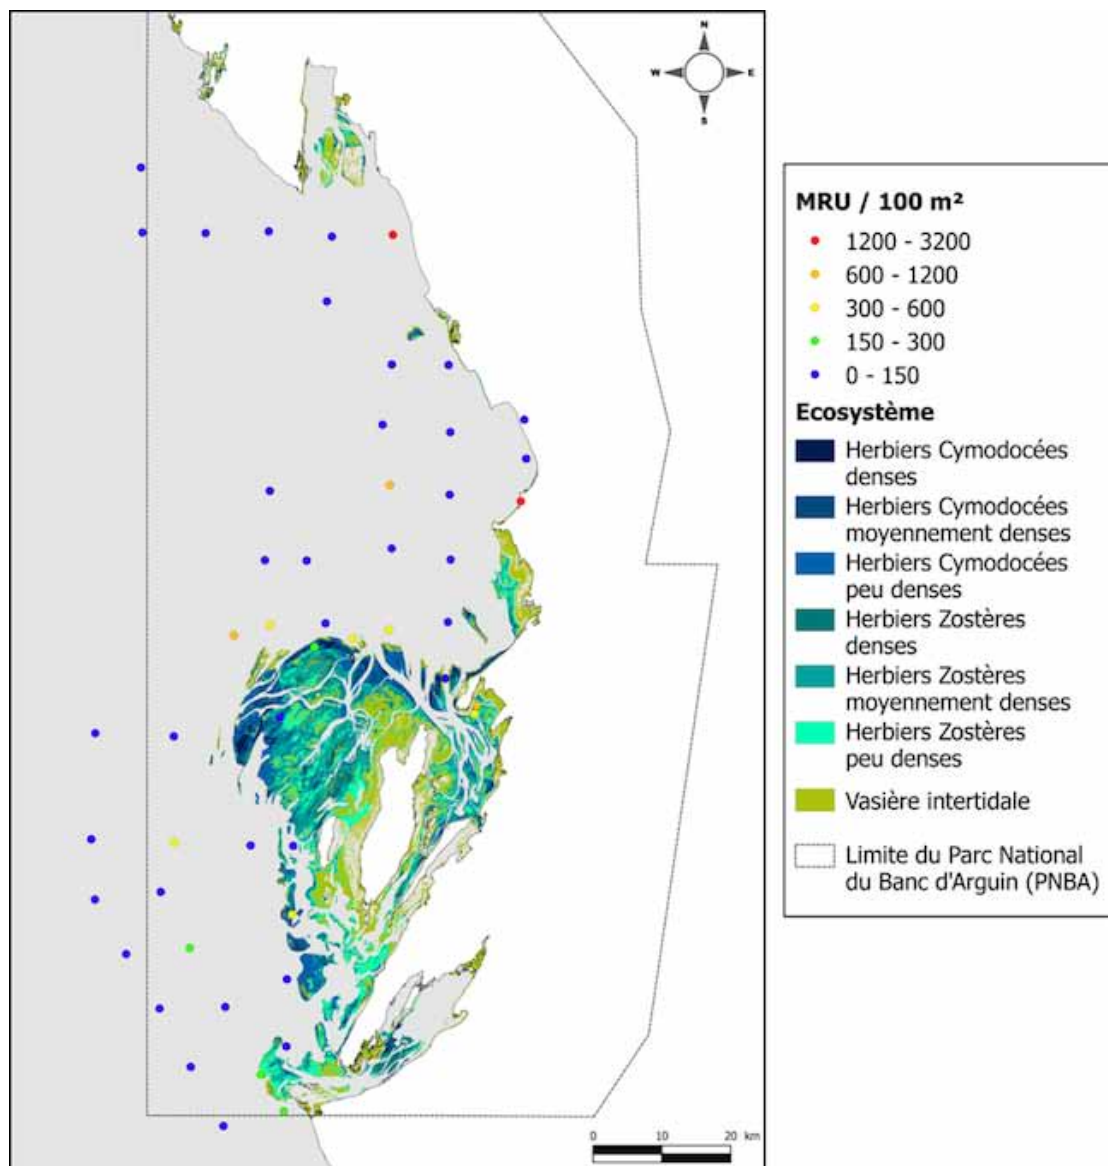 N
W E
S
MRU / 100 m²
1200 - 3200
600 - 1200
300 - 600
150 - 300
0 - 150
Ecosystème
Herbiers Cymodocées
denses
Herbiers Cymodocées
moyennement denses
Herbiers Cymodocées
peu denses
Herbiers Zostères
denses
Herbiers Zostères
moyennement denses
Herbiers Zostères
peu denses
Vasière intertidale
Limite du Parc National
du Banc d'Arguin (PNBA)
0 10 20 km